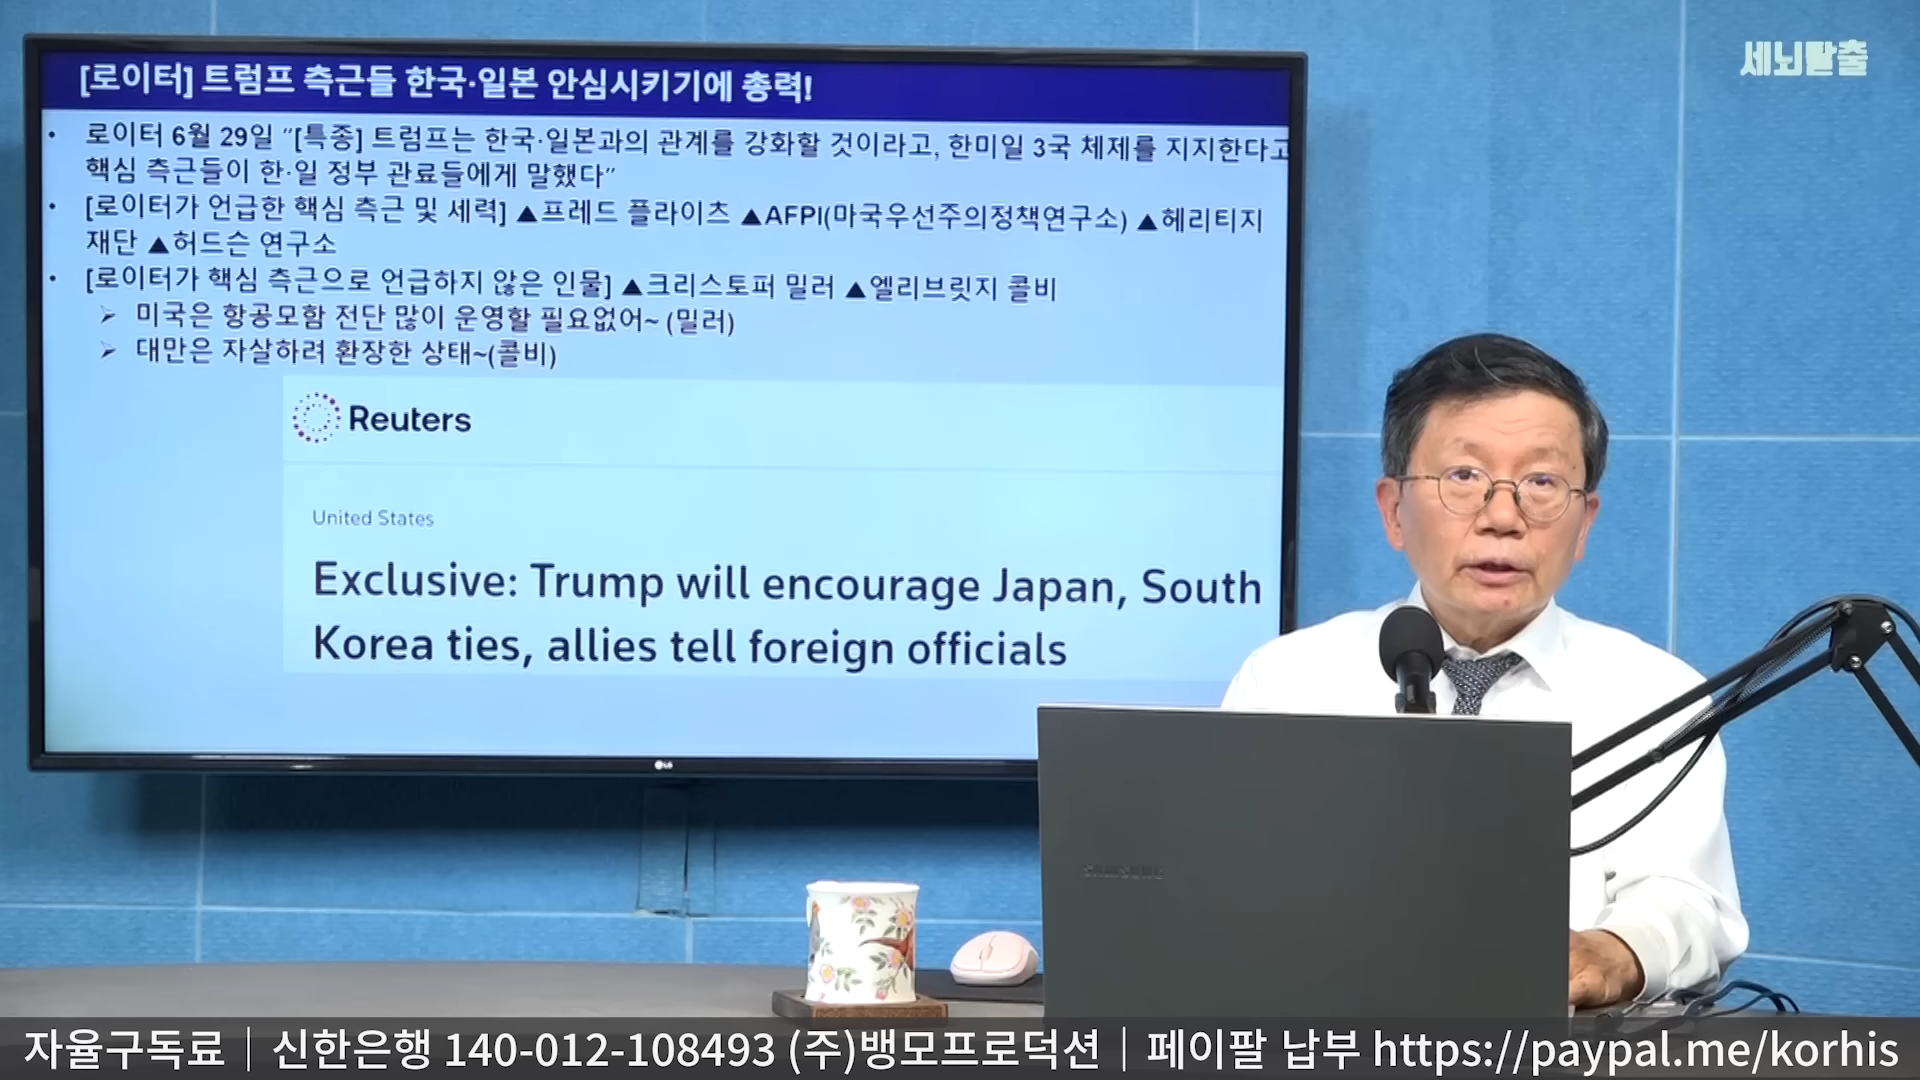 세뇌탈출
[로이터] 트럼프 측근들 한국·일본 안심시키기에 총력!
• 로이터 6월 29일 “[특종] 트럼프는 한국·일본과의 관계를 강화할 것이라고, 한미일 3국 체제를 지지한다고
핵심 측근들이 한·일 정부 관료들에게 말했다”
• [로이터가 언급한 핵심 측근 및 세력] ▲프레드 플라이츠 ▲AFPI(마국우선주의정책연구소) ▲헤리티지
재단 ▲허드슨 연구소
• [로이터가 핵심 측근으로 언급하지 않은 인물] ▲크리스토퍼 밀러 ▲엘리브릿지 콜비
➢ 미국은 항공모함 전단 많이 운영할 필요없어~ (밀러)
➢ 대만은 자살하려 환장한 상태~(콜비)
Reuters
United States
Exclusive: Trump will encourage Japan, South
Korea ties, allies tell foreign officials
LG
SAMSUNG
자율구독료│신한은행 140-012-108493 (주)뱅모프로덕션│페이팔 납부 https://paypal.me/korhis